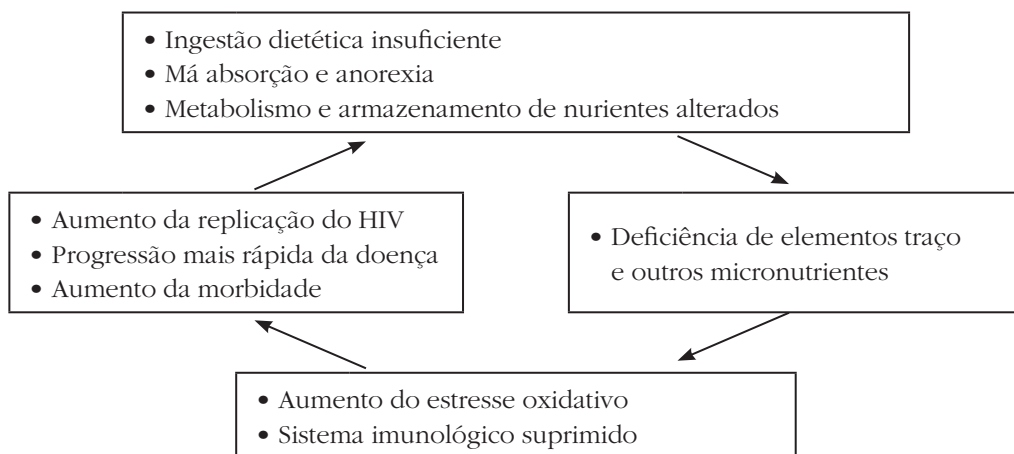 • Ingestão dietética insuficiente
• Má absorção e anorexia
• Metabolismo e armazenamento de nurientes alterados
• Aumento da replicação do HIV
• Progressão mais rápida da doença
• Aumento da morbidade
• Deficiência de elementos traço
e outros micronutrientes
• Aumento do estresse oxidativo
• Sistema imunológico suprimido